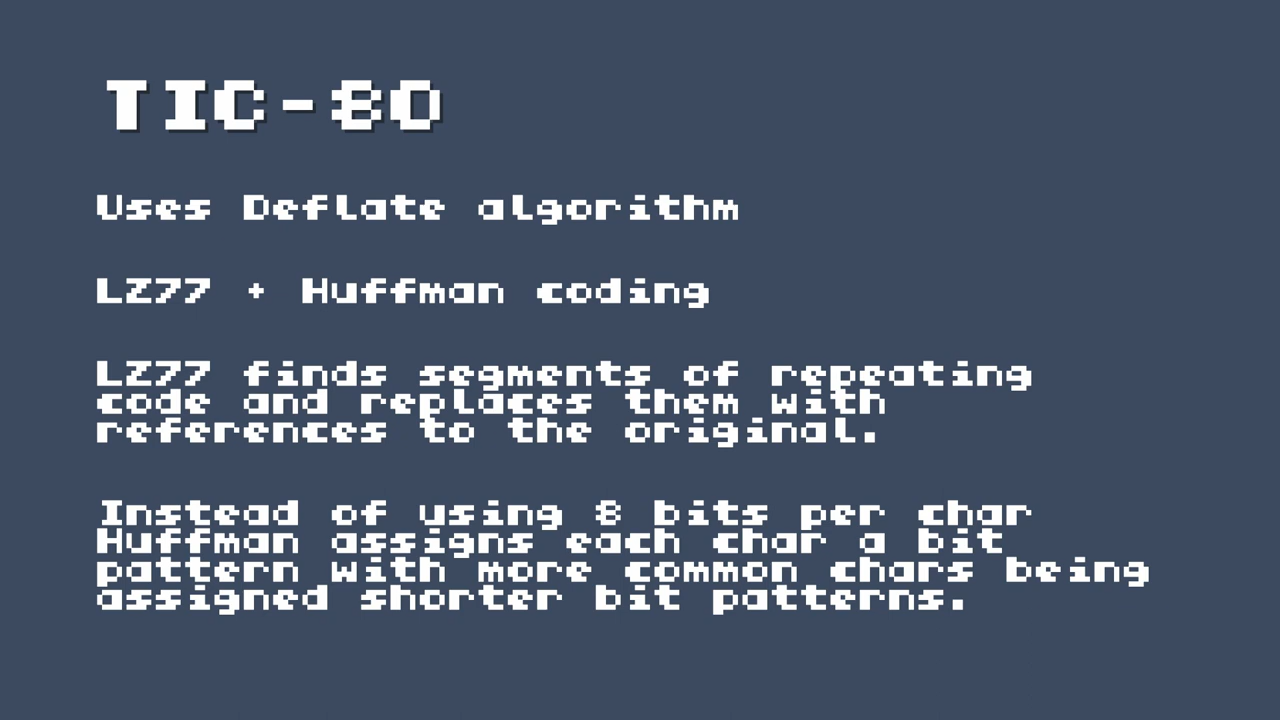 TIC-80
Uses Deflate algorithm
LZ77 + Huffman coding
LZ77 finds segments of repeating
code and replaces them with
references to the original.
Instead of using 8 bits per char
Huffman assigns each char a bit
pattern with more common chars being
assigned shorter bit patterns.